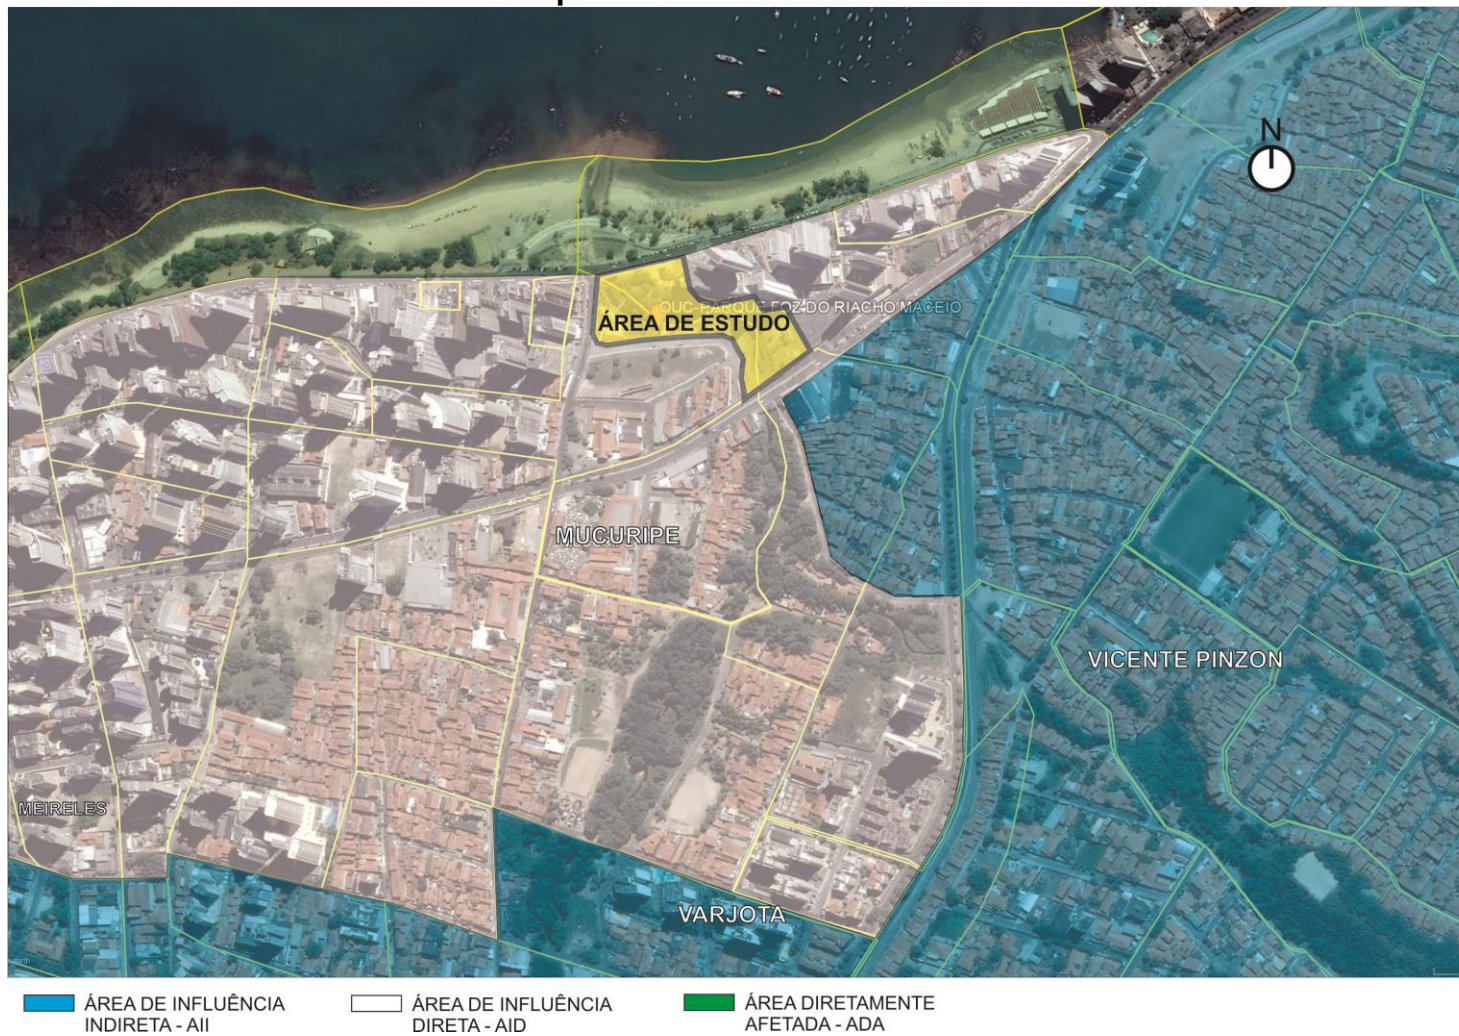 N
OUC-PARQUE FOZ DO RIACHO MACEIO
ÁREA DE ESTUDO
MUCURIPE
VICENTE PINZON
MEIRELES
VARJOTA
ÁREA DE INFLUÊNCIA
INDIRETA - AII
ÁREA DE INFLUÊNCIA
DIRETA - AID
ÁREA DIRETAMENTE
AFETADA - ADA